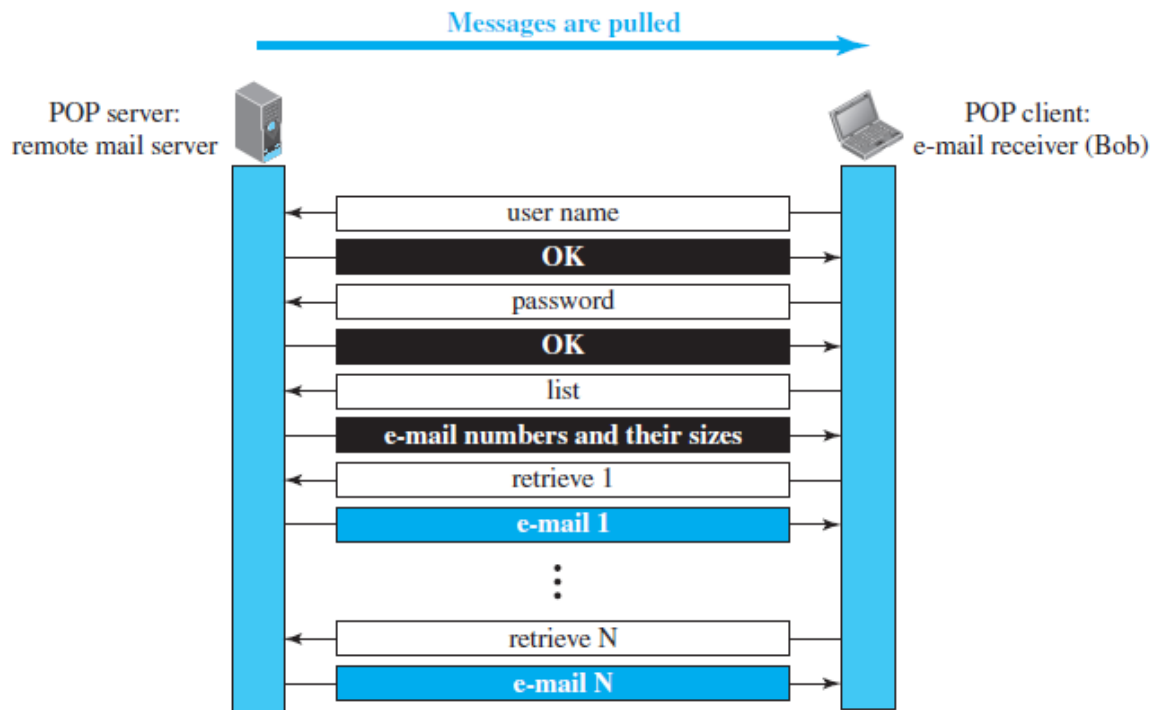 Messages are pulled
POP server:
remote mail server
POP client:
e-mail receiver (Bob)
user name
OK
password
OK
list
e-mail numbers and their sizes
retrieve 1
e-mail 1
retrieve N
e-mail N